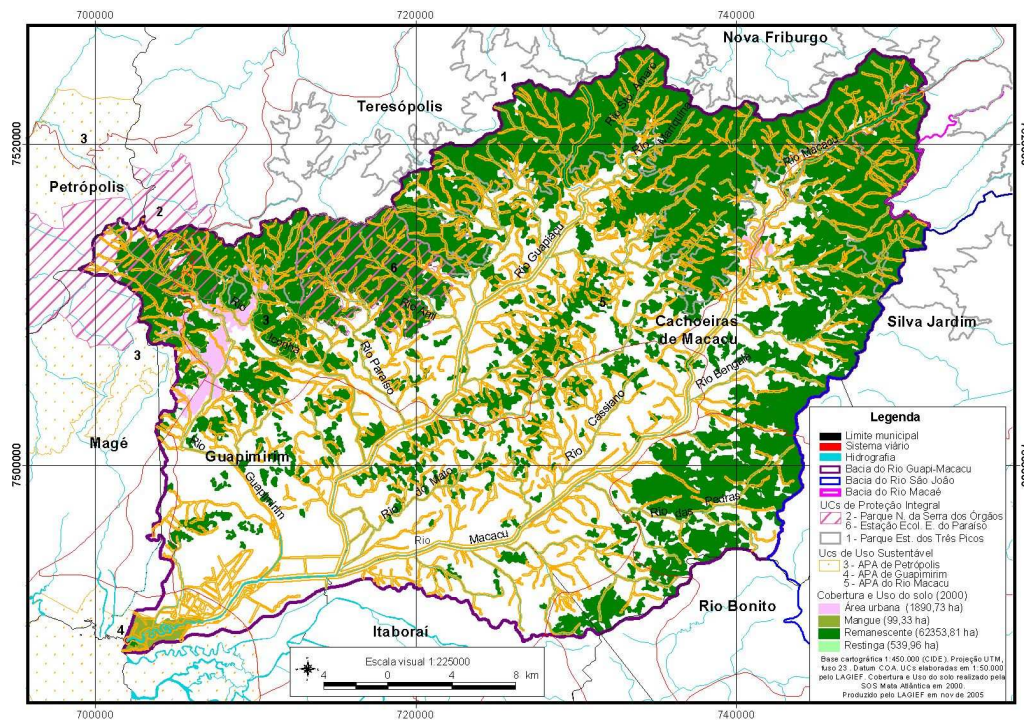 700000
720000
740000
Nova Friburgo
1
Teresópolis
7520000
3
Petrópolis
2
Rio Macacu
Rio Guapiaçu
6
5
3
Rio
Cachoeiras
de Macacu
Silva Jardim
3
Rio Paraíso
Rio Bengala
Cassiano
Rio
Magé
Rio
Guapimirim
Guapimirim
7500000
Rio do Mato
Rio das Pedras
Rio Macacu
4
Itaboraí
Rio Bonito
Escala visual 1:225000
4 0 4 8 km
Legenda
Limite municipal
Sistema viário
Hidrografia
Bacia do Rio Guapi-Macacu
Bacia do Rio São João
Bacia do Rio Macaé
UCs de Proteção Integral
2 - Parque N. da Serra dos Órgãos
6 - Estação Ecol. E. do Paraíso
1 - Parque Est. dos Três Picos
Ucs de Uso Sustentável
3 - APA de Petrópolis
4 - APA de Guapimirim
5 - APA do Rio Macacu
Cobertura e Uso do solo (2000)
Área urbana (1890,73 ha)
Mangue (99,33 ha)
Remanescente (62353,81 ha)
Restinga (539,96 ha)
Base cartográfica 1:450.000 (CIDE). Projeção UTM,
fuso 23. Datum COA. UCs elaboradas em 1:50.000
pelo LAGIEF. Cobertura e Uso do solo realizado pela
SOS Mata Atlântica em 2000.
Produzido pelo LAGIEF em nov de 2005
700000
720000
740000